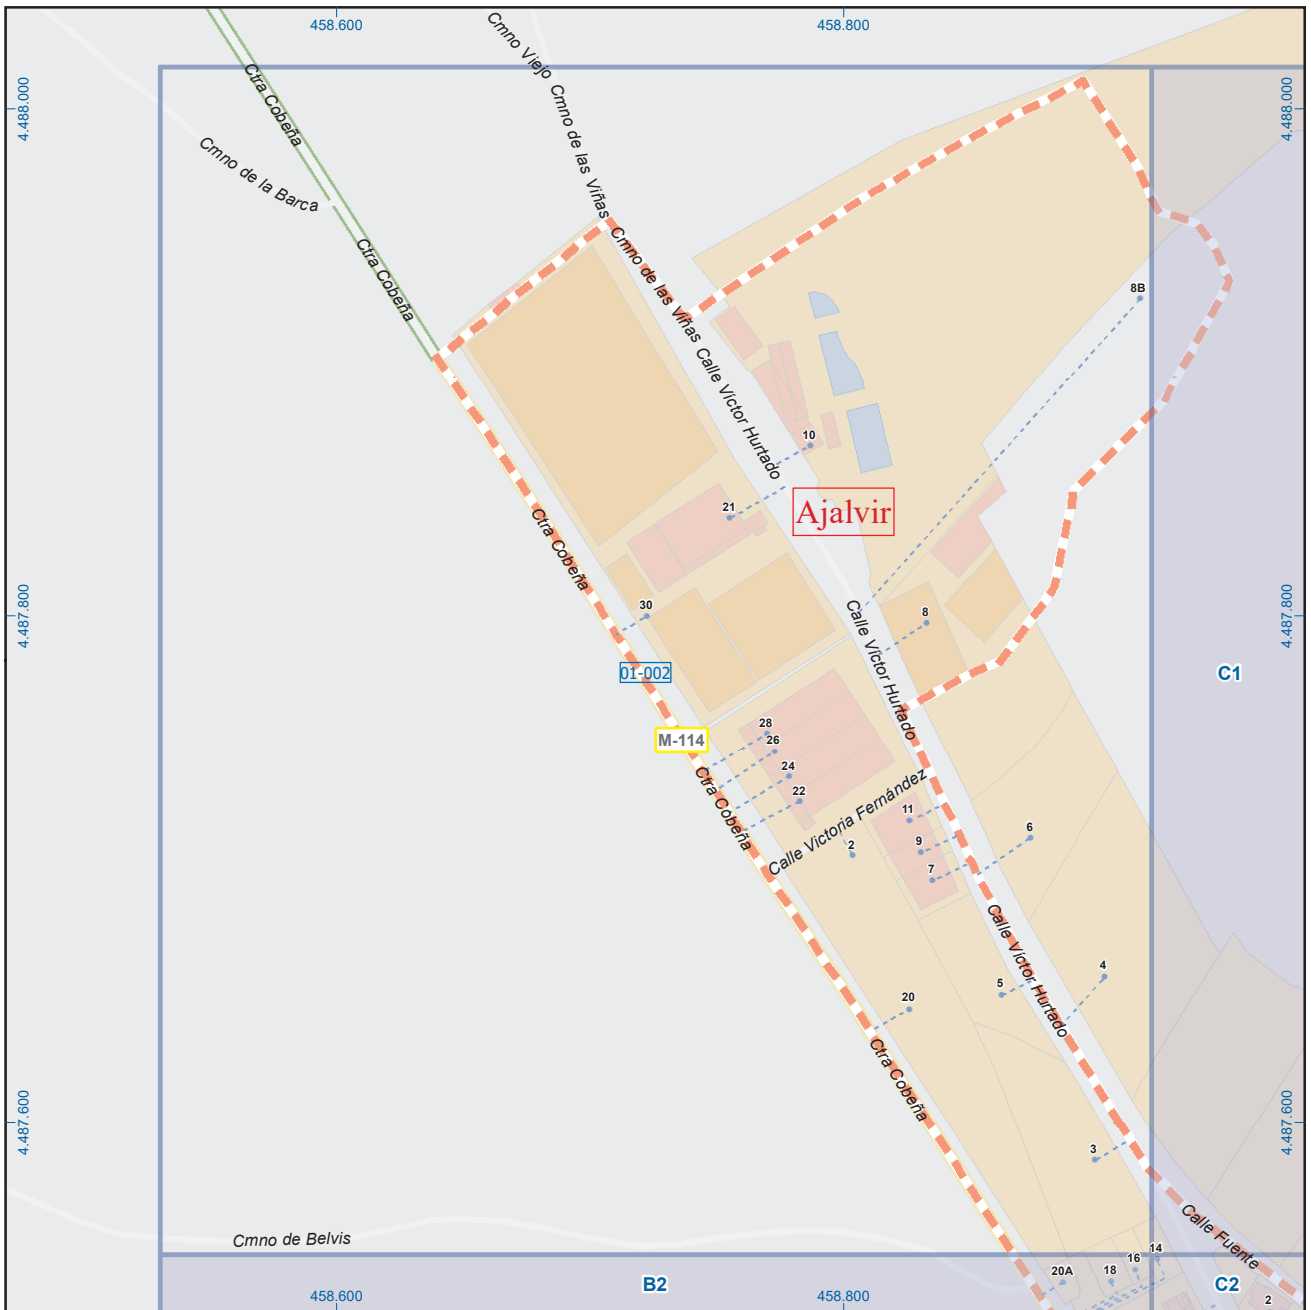 458.600
458.800
4.488.000
4.488.000
Cmno Viejo
Cmno de las Viñas
Ctra Cobeña
Cmno de la Barca
Ctra Cobeña
Cmno de las Viñas
8B
Calle Víctor Hurtado
10
21
Ajalvir
Ctra Cobeña
4.487.800
4.487.800
30
8
Calle Víctor Hurtado
01-002
C1
28
M-114
26
24
22
Ctra Cobeña
Calle Victoria Fernández
11
6
9
2
7
Calle Víctor Hurtado
4
5
20
Ctra Cobeña
4.487.600
4.487.600
3
Calle Fuente
Cmno de Belvis
14
16
20A
18
B2
C2
2
458.600
458.800